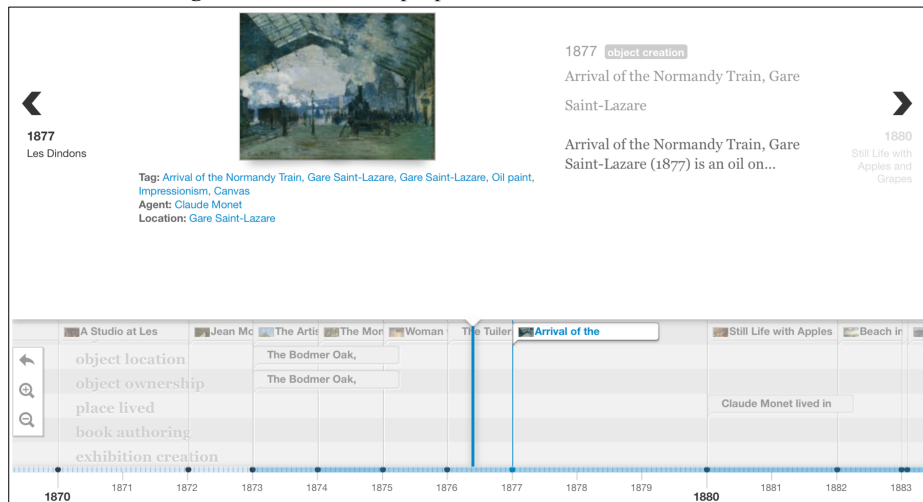 1877 object creation
Arrival of the Normandy Train, Gare
Saint-Lazare
Arrival of the Normandy Train, Gare
Saint-Lazare (1877) is an oil on...
1877
Les Dindons
1880
Still Life with
Apples and
Grapes
Tag: Arrival of the Normandy Train, Gare Saint-Lazare, Gare Saint-Lazare, Oil paint,
Impressionism, Canvas
Agent: Claude Monet
Location: Gare Saint-Lazare
A Studio at Les Jean Mc The Artis The Mon Woman The Tuiler Arrival of the Still Life with Apples Beach in
object location The Bodmer Oak,
object ownership The Bodmer Oak,
place lived Claude Monet lived in
book authoring
exhibition creation
1870 1871 1872 1873 1874 1875 1876 1877 1878 1879 1880 1881 1882 1883